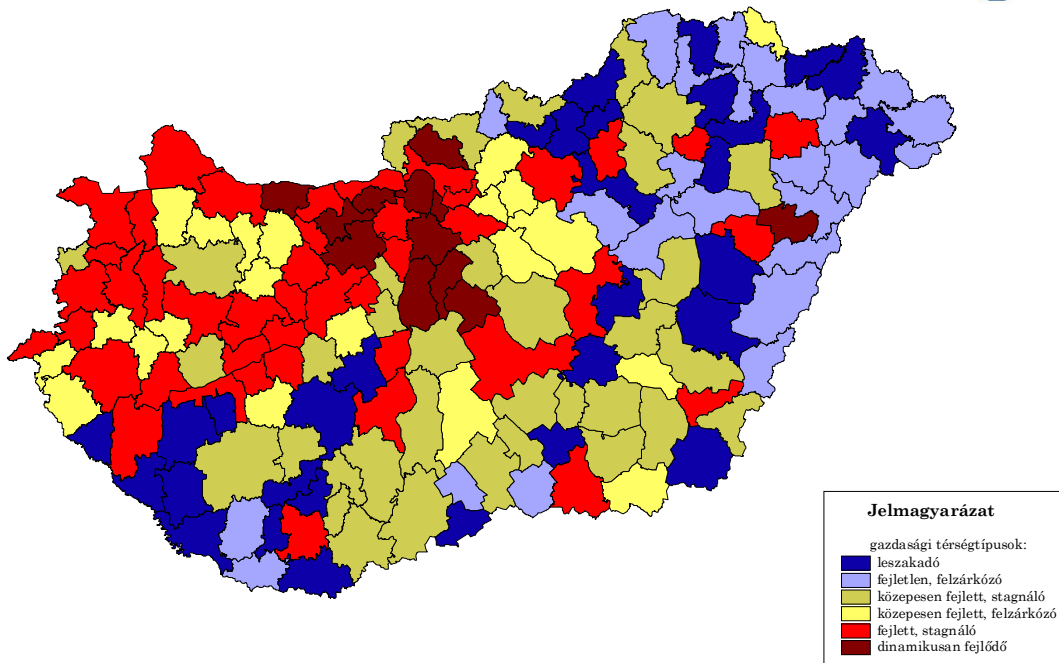 Jelmagyarázat
gazdasági térségtípusok:
leszakadó
fejletlen, felzárkózó
közepesen fejlett, stagnáló
közepesen fejlett, felzárkózó
fejlett, stagnáló
dinamikusan fejlődő